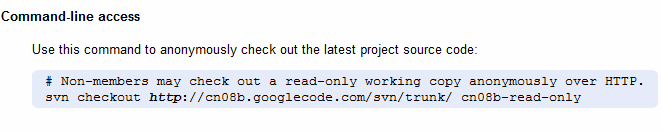 Command-line access
Use this command to anonymously check out the latest project source code:
# Non-members may check out a read-only working copy anonymously over HTTP.
svn checkout http://cn08b.googlecode.com/svn/trunk/ cn08b-read-only